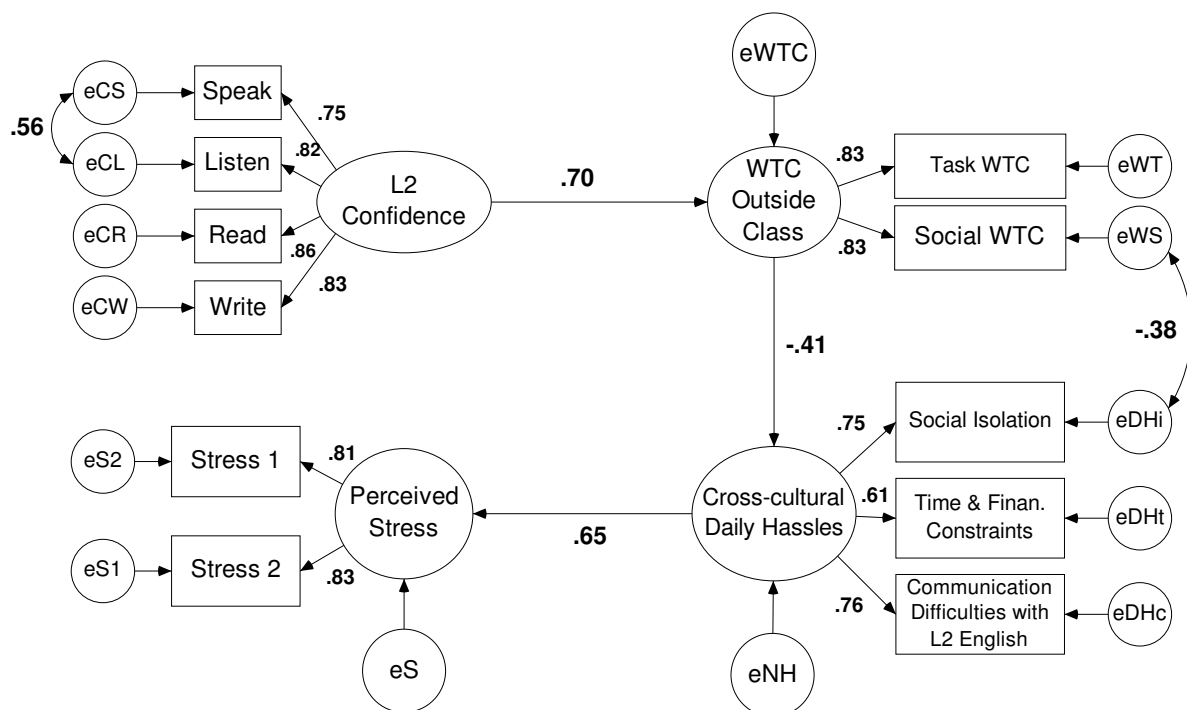 eWTC
eCS
Speak
.75
.56
eCL
Listen
.82
L2
Confidence
.70
WTC
Outside
Class
.83
Task WTC
eWT
eCR
Read
.86
.83
Social WTC
eWS
eCW
Write
.83
-.41
-.38
.75
Social Isolation
eDHi
eS2
Stress 1
.81
Perceived
Stress
.65
Cross-cultural
Daily Hassles
.61
Time & Finan.
Constraints
eDHt
eS1
Stress 2
.83
.76
Communication
Difficulties with
L2 English
eDHc
eS
eNH